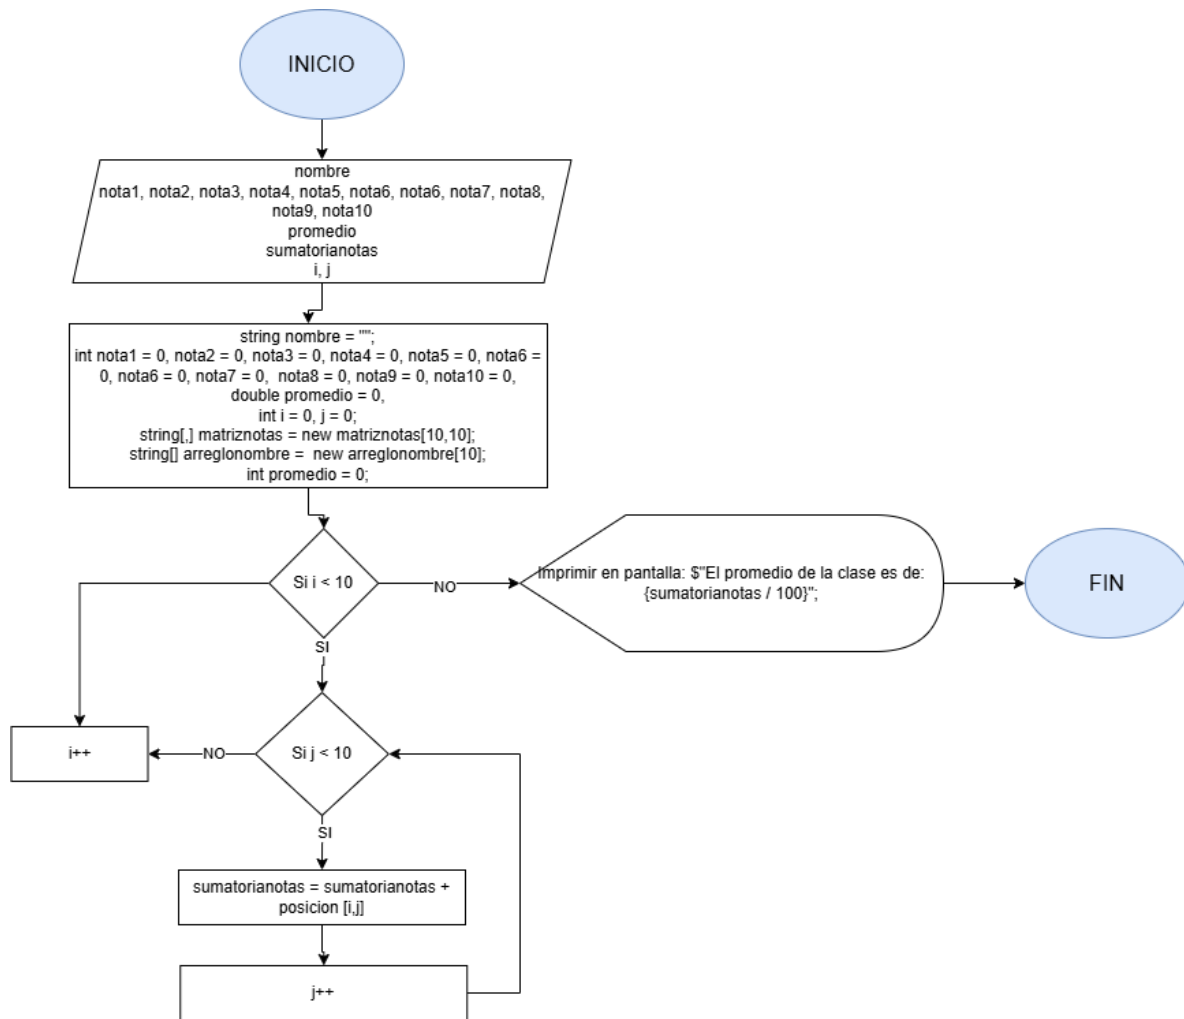 INICIO
nombre
nota1, nota2, nota3, nota4, nota5, nota6, nota6, nota7, nota8,
nota9, nota10
promedio
sumatorianotas
i, j
string nombre = "";
int nota1 = 0, nota2 = 0, nota3 = 0, nota4 = 0, nota5 = 0, nota6 =
0, nota6 = 0, nota7 = 0, nota8 = 0, nota9 = 0, nota10 = 0,
double promedio = 0,
int i = 0, j = 0;
string[,] matriznotas = new matriznotas[10,10];
string[] arreglonombre = new arreglonombre[10];
int promedio = 0;
Si i < 10
NO
Imprimir en pantalla: $"El promedio de la clase es de:
{sumatorianotas / 100}";
FIN
SI
Si j < 10
NO
i++
SI
sumatorianotas = sumatorianotas +
posicion [i,j]
j++